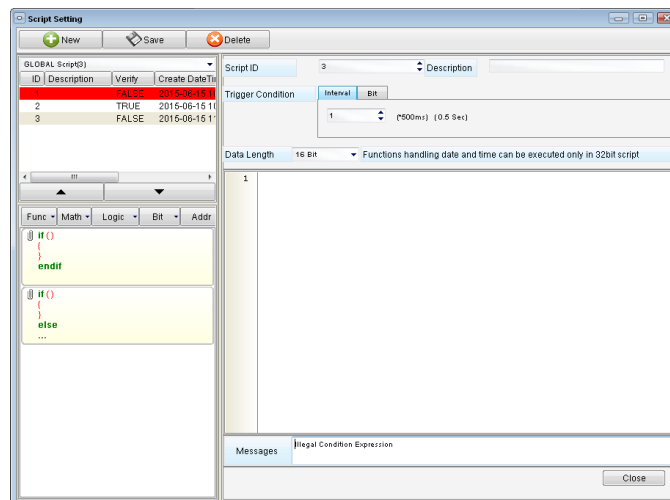 Script Setting
New Save Delete
GLOBAL Script(3)
ID Description Verify Create DateTi
1 FALSE 2015-06-15 1
2 TRUE 2015-06-15 1
3 FALSE 2015-06-15 1
Func Math Logic Bit Addr
if ()
{
}
endif
if ()
{
}
else
...
Script ID 3 Description
Trigger Condition Interval Bit
1 (*500ms) (0.5 Sec)
Data Length 16 Bit Functions handling date and time can be executed only in 32bit script
1
Messages Illegal Condition Expression
Close